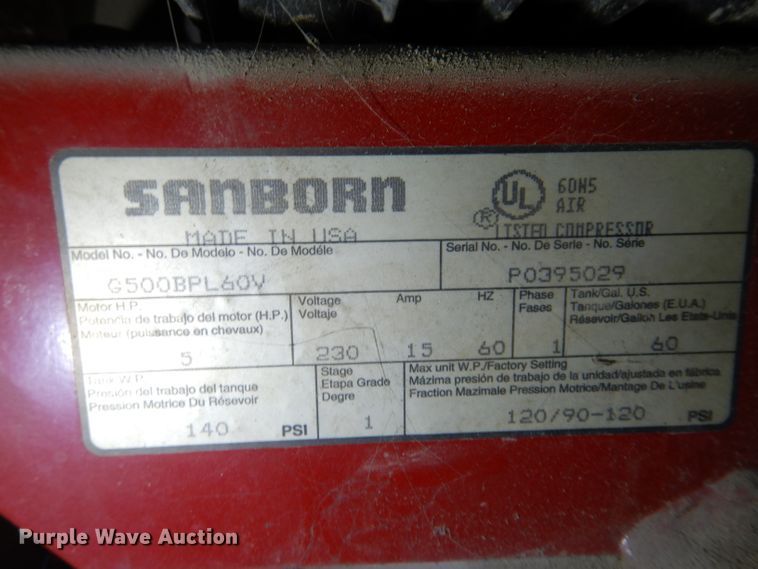 SANBORN
MADE IN USA
UL
®
60N5
AIR
LISTED COMPRESSOR
Model No. - No. De Modelo - No. De Modéle
G500BPL60V
Serial No. - No. De Serie - No. Série
P0395029
Motor H.P.
Potencia de trabajo del motor (H.P.)
Moteur (puissance en chevaux)
5
Voltage
Voltaje
230
Amp
15
HZ
60
Phase
Fases
1
Tank/Gal. U.S.
Tanque/Galones (E.U.A.)
Résevoir/Gallon Les Etats-Unis
60
Tank W.P.
Presión del trabajo del tanque
Pression Motrice Du Résevoir
140 PSI
Stage
Etapa Grado
Degre
1
Max unit W.P./Factory Setting
Mázima presión de trabajo de la unidad/ajustada en fábrica
Fraction Mazimale Pression Motrice/Mantage De L'usine
120/90-120 PSI
Purple Wave Auction